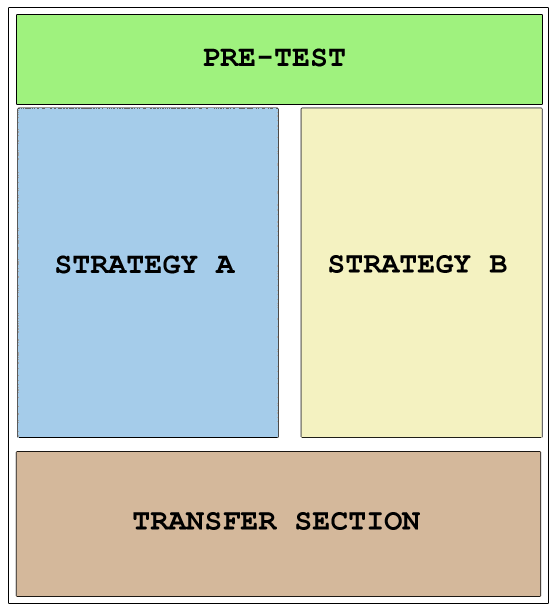 PRE-TEST
STRATEGY A
STRATEGY B
TRANSFER SECTION